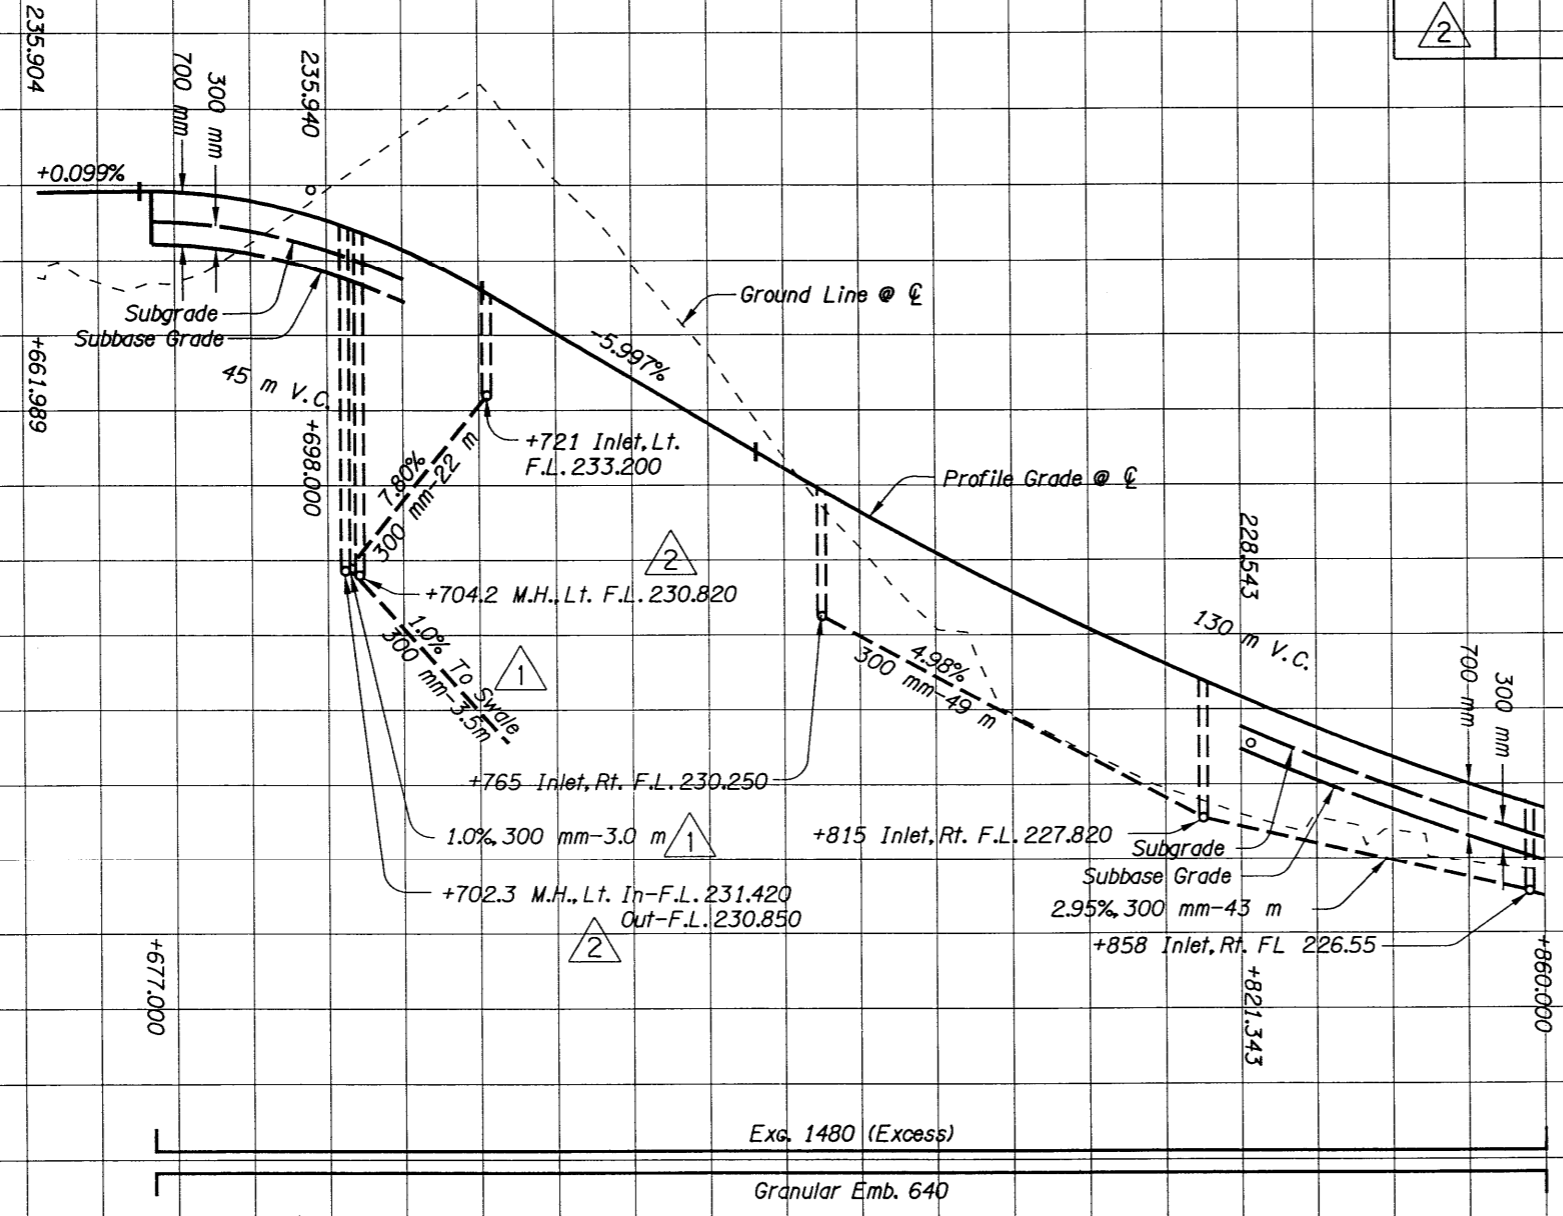 2
235.904
700 mm
300 mm
235.940
+0.099%
Subgrade
Subbase Grade
+661.989
45 m V.C.
+698.000
-5.997%
Ground Line @ ℄
+721 Inlet, Lt.
F.L. 233.200
7.80%
300 mm-22 m
Profile Grade @ ℄
2
+704.2 M.H., Lt. F.L. 230.820
1.0% To Swale
300 mm-3.5m
1
228.543
130 m V.C.
4.98%
300 mm-49 m
700 mm
300 mm
+765 Inlet, Rt. F.L. 230.250
1.0%, 300 mm-3.0 m
1
+815 Inlet, Rt. F.L. 227.820
Subgrade
Subbase Grade
+702.3 M.H., Lt. In-F.L. 231.420
Out-F.L. 230.850
2
2.95%, 300 mm-43 m
+858 Inlet, Rt. FL 226.55
+677.000
+821.343
+860.000
Exc. 1480 (Excess)
Granular Emb. 640